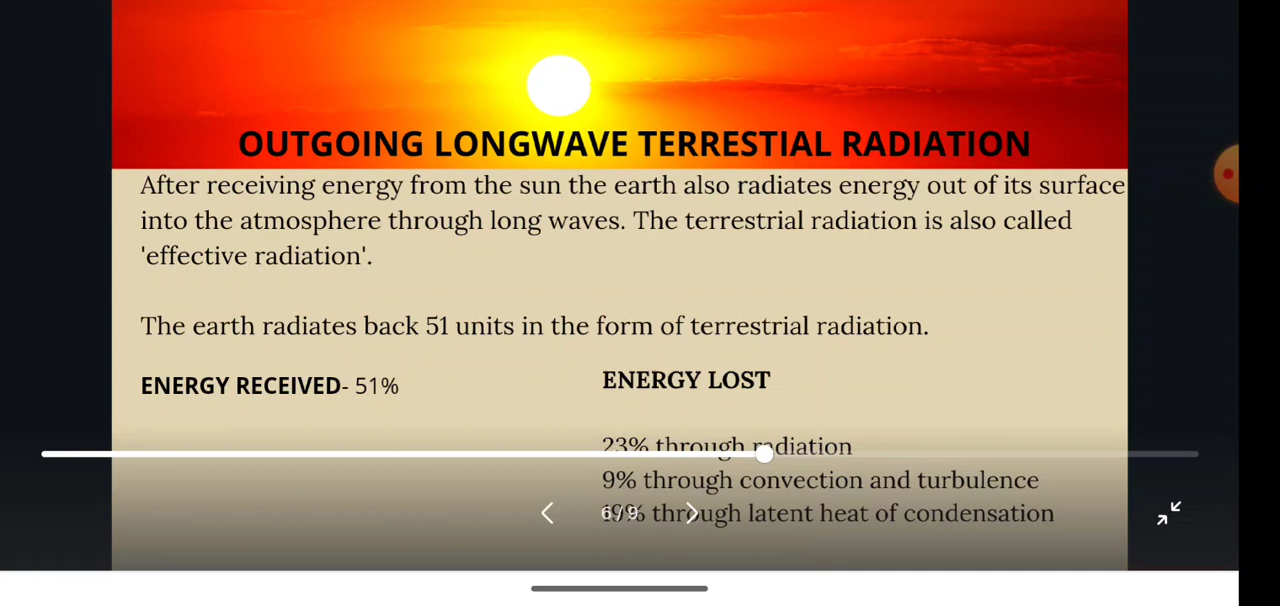 OUTGOING LONGWAVE TERRESTIAL RADIATION
After receiving energy from the sun the earth also radiates energy out of its surface
into the atmosphere through long waves. The terrestrial radiation is also called
'effective radiation'.
The earth radiates back 51 units in the form of terrestrial radiation.
ENERGY RECEIVED- 51%
ENERGY LOST
23% through radiation
9% through convection and turbulence
19% through latent heat of condensation
6 / 9